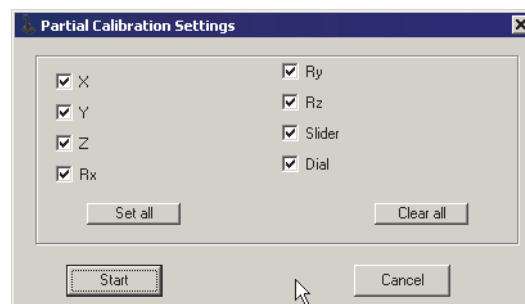 Partial Calibration Settings
X
Y
Z
Rx
Ry
Rz
Slider
Dial
Set all
Clear all
Start
Cancel